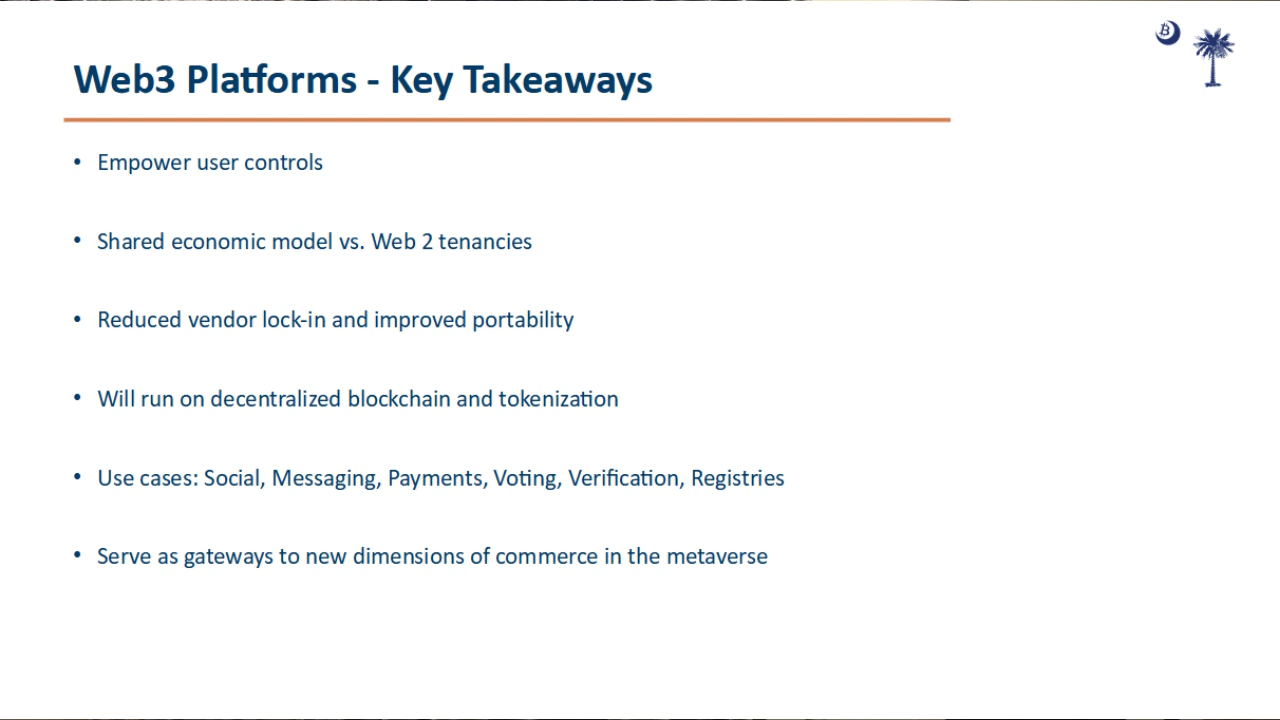 Web3 Platforms - Key Takeaways
• Empower user controls
• Shared economic model vs. Web 2 tenancies
• Reduced vendor lock-in and improved portability
• Will run on decentralized blockchain and tokenization
• Use cases: Social, Messaging, Payments, Voting, Verification, Registries
• Serve as gateways to new dimensions of commerce in the metaverse